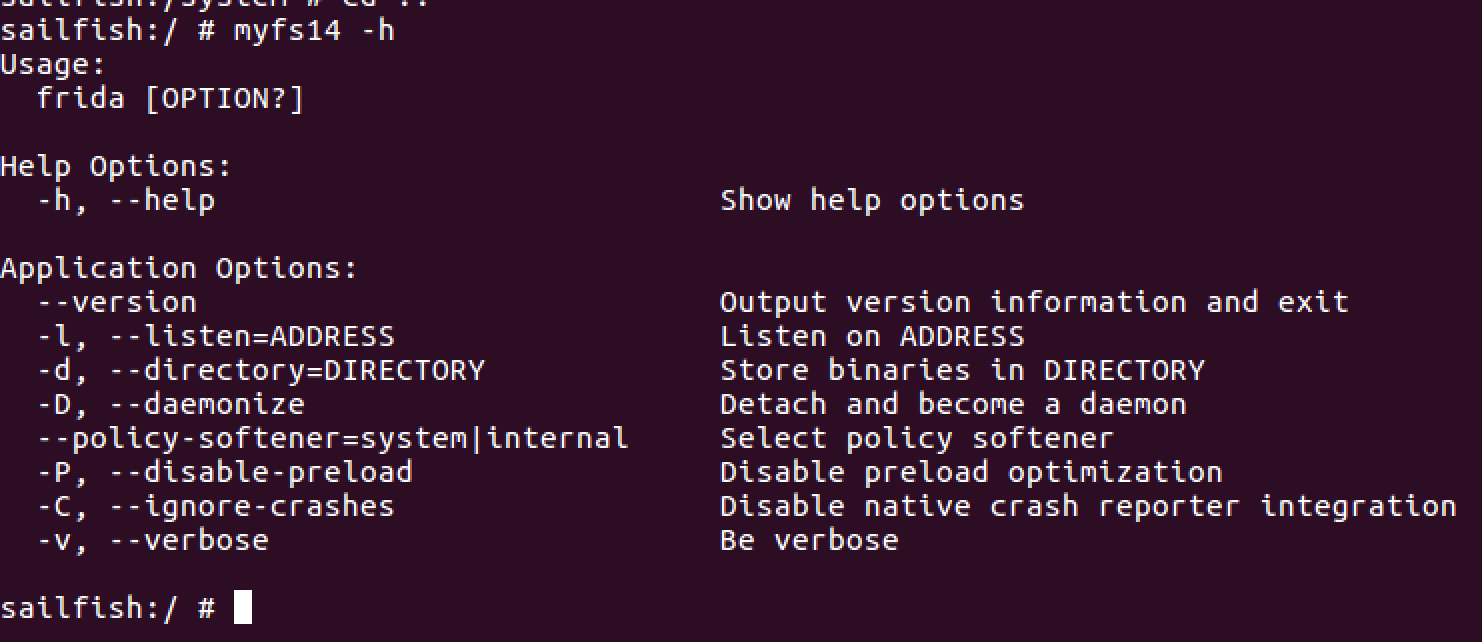 sailfish:/system # cd ..
sailfish:/ # myfs14 -h
Usage:
  frida [OPTION?]

Help Options:
  -h, --help                            Show help options

Application Options:
  --version                             Output version information and exit
  -l, --listen=ADDRESS                  Listen on ADDRESS
  -d, --directory=DIRECTORY             Store binaries in DIRECTORY
  -D, --daemonize                       Detach and become a daemon
  --policy-softener=system|internal     Select policy softener
  -P, --disable-preload                 Disable preload optimization
  -C, --ignore-crashes                  Disable native crash reporter integration
  -v, --verbose                         Be verbose

sailfish:/ #